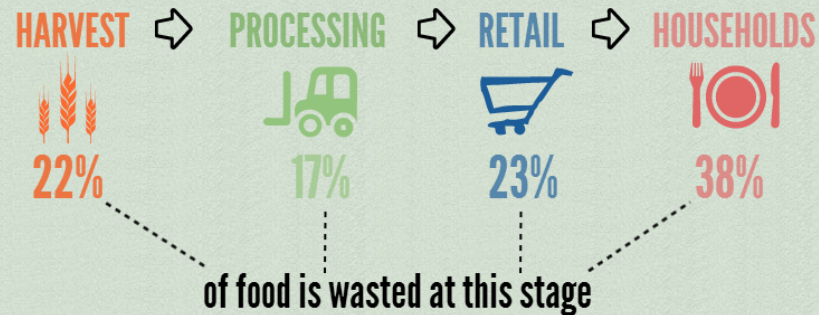 HARVEST PROCESSING RETAIL HOUSEHOLDS
22% 17% 23% 38%
of food is wasted at this stage